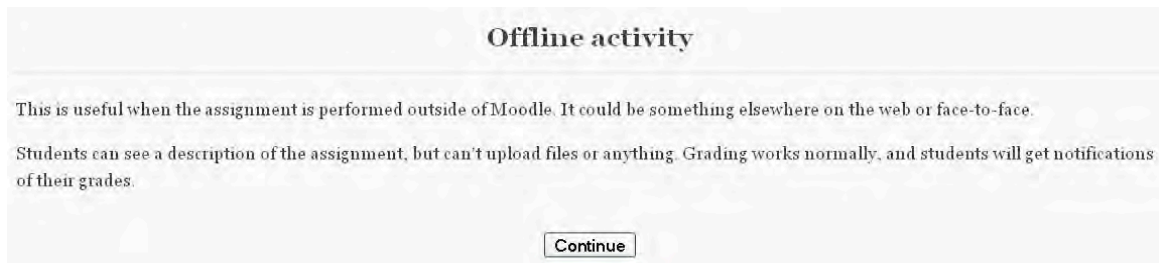 Offline activity
This is useful when the assignment is performed outside of Moodle. It could be something elsewhere on the web or face-to-face.
Students can see a description of the assignment, but can't upload files or anything. Grading works normally, and students will get notifications
of their grades.
Continue